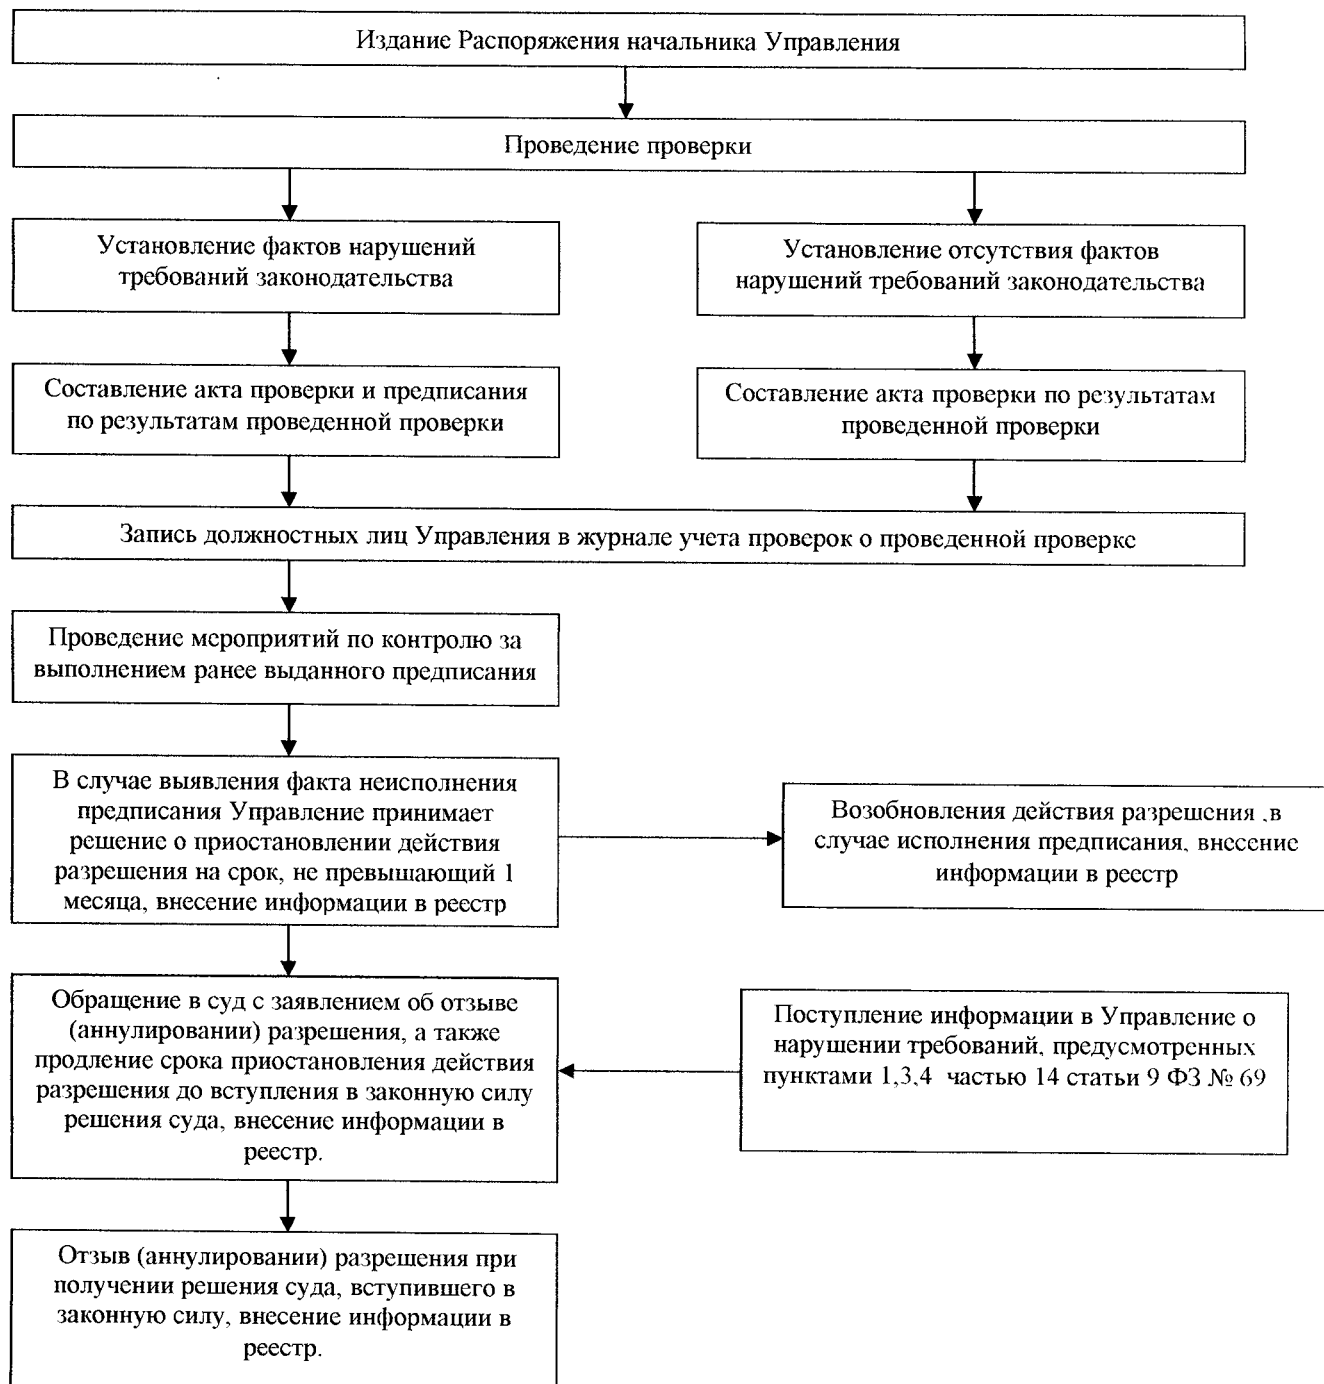 Издание Распоряжения начальника Управления
Проведение проверки
Установление фактов нарушений
требований законодательства
Установление отсутствия фактов
нарушений требований законодательства
Составление акта проверки и предписания
по результатам проведенной проверки
Составление акта проверки по результатам
проведенной проверки
Запись должностных лиц Управления в журнале учета проверок о проведенной проверке
Проведение мероприятий по контролю за
выполнением ранее выданного предписания
В случае выявления факта неисполнения
предписания Управление принимает
решение о приостановлении действия
разрешения на срок, не превышающий 1
месяца, внесение информации в реестр
Возобновления действия разрешения ,в
случае исполнения предписания, внесение
информации в реестр
Обращение в суд с заявлением об отзыве
(аннулировании) разрешения, а также
продление срока приостановления действия
разрешения до вступления в законную силу
решения суда, внесение информации в
реестр.
Поступление информации в Управление о
нарушении требований, предусмотренных
пунктами 1,3,4 частью 14 статьи 9 ФЗ № 69
Отзыв (аннулировании) разрешения при
получении решения суда, вступившего в
законную силу, внесение информации в
реестр.